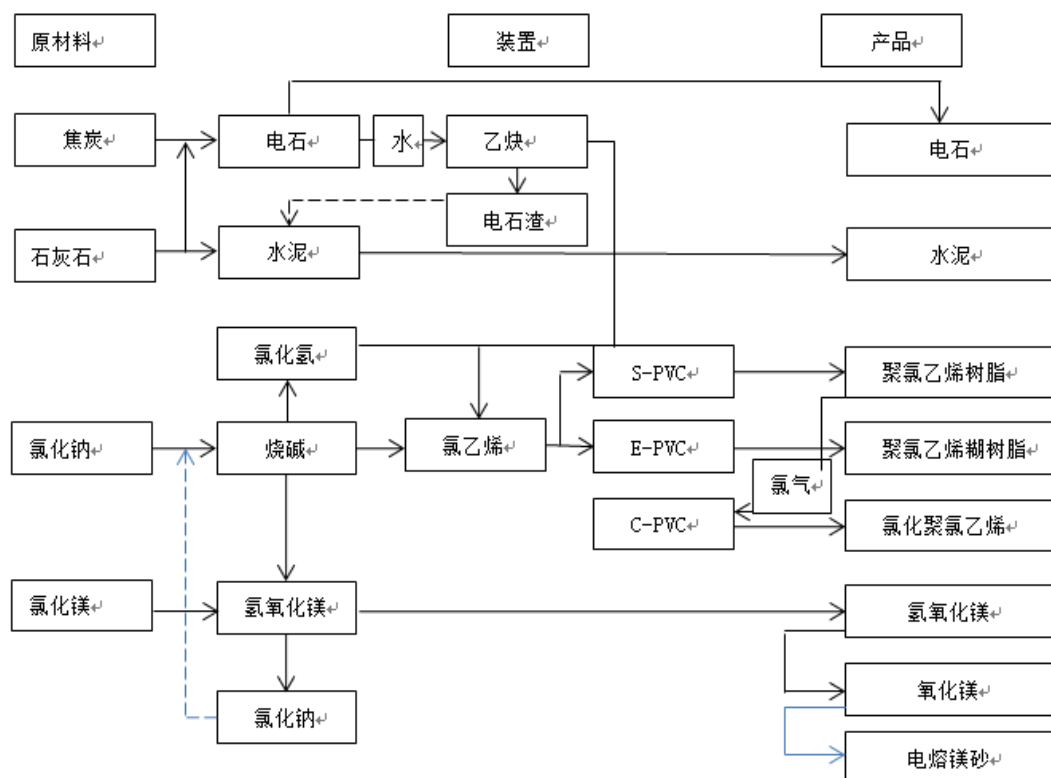 原材料
装置
产品
焦炭
电石
水
乙炔
电石
电石渣
石灰石
水泥
水泥
氯化氢
S-PVC
聚氯乙烯树脂
氯化钠
烧碱
氯乙烯
E-PVC
聚氯乙烯糊树脂
氯气
C-PVC
氯化聚氯乙烯
氯化镁
氢氧化镁
氢氧化镁
氧化镁
氯化钠
电熔镁砂